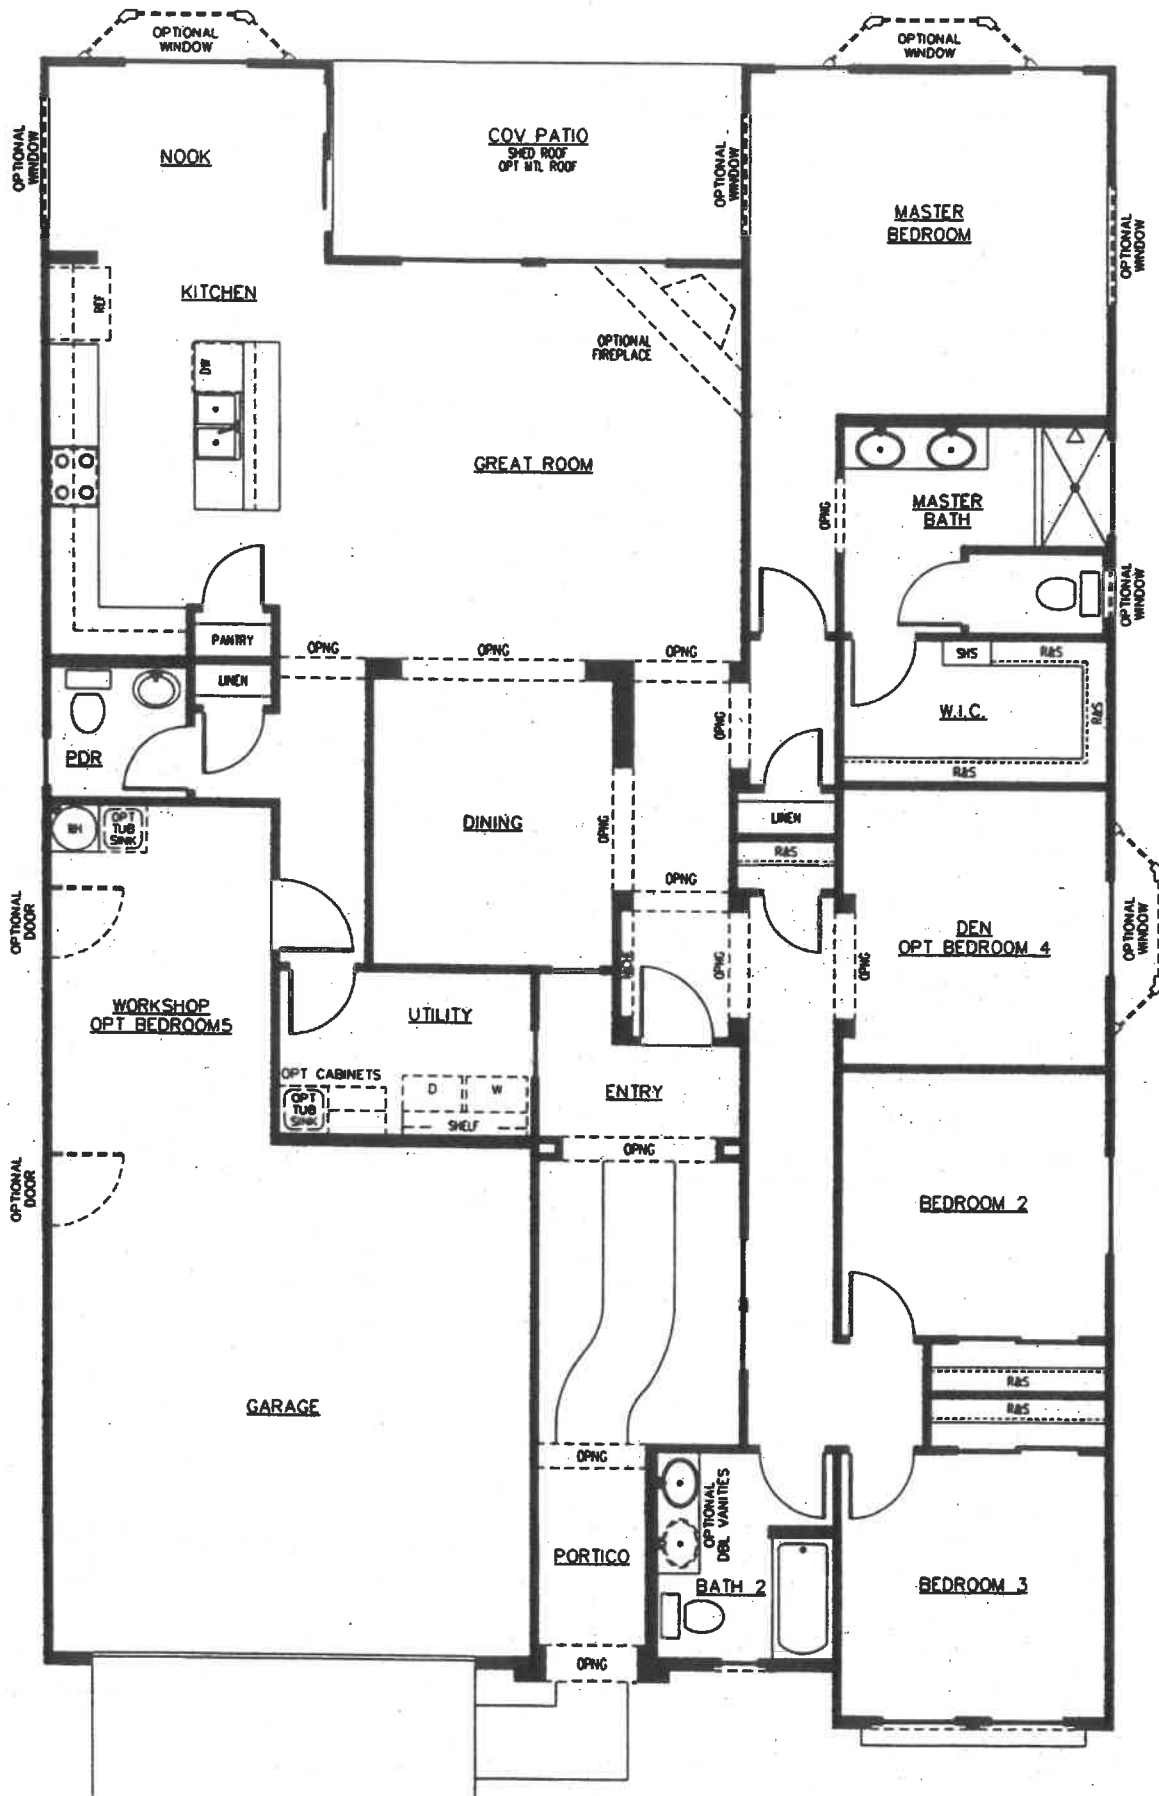 OPTIONAL
WINDOW
OPTIONAL
WINDOW
OPTIONAL
WINDOW
NOOK
COV PATIO
SHED ROOF
OPT MTL ROOF
OPTIONAL
WINDOW
MASTER
BEDROOM
OPTIONAL
WINDOW
REF
KITCHEN
DW
OPTIONAL
FIREPLACE
GREAT ROOM
OPNG
MASTER
BATH
OPTIONAL
WINDOW
PANTRY
OPNG
OPNG
OPNG
SHS
R&S
LINEN
R&S
W.I.C.
OPNG
PDR
R&S
WH
OPT
TUB
SINK
DINING
OPNG
LINEN
R&S
OPNG
OPTIONAL
DOOR
DEN
OPT BEDROOM 4
OPTIONAL
WINDOW
NICHE
OPNG
OPNG
WORKSHOP
OPT BEDROOM5
UTILITY
OPT CABINETS
OPT
TUB
SINK
D
W
SHELF
ENTRY
OPNG
OPTIONAL
DOOR
BEDROOM 2
R&S
R&S
GARAGE
OPNG
OPTIONAL
DBL VANITIES
PORTICO
BATH 2
BEDROOM 3
OPNG